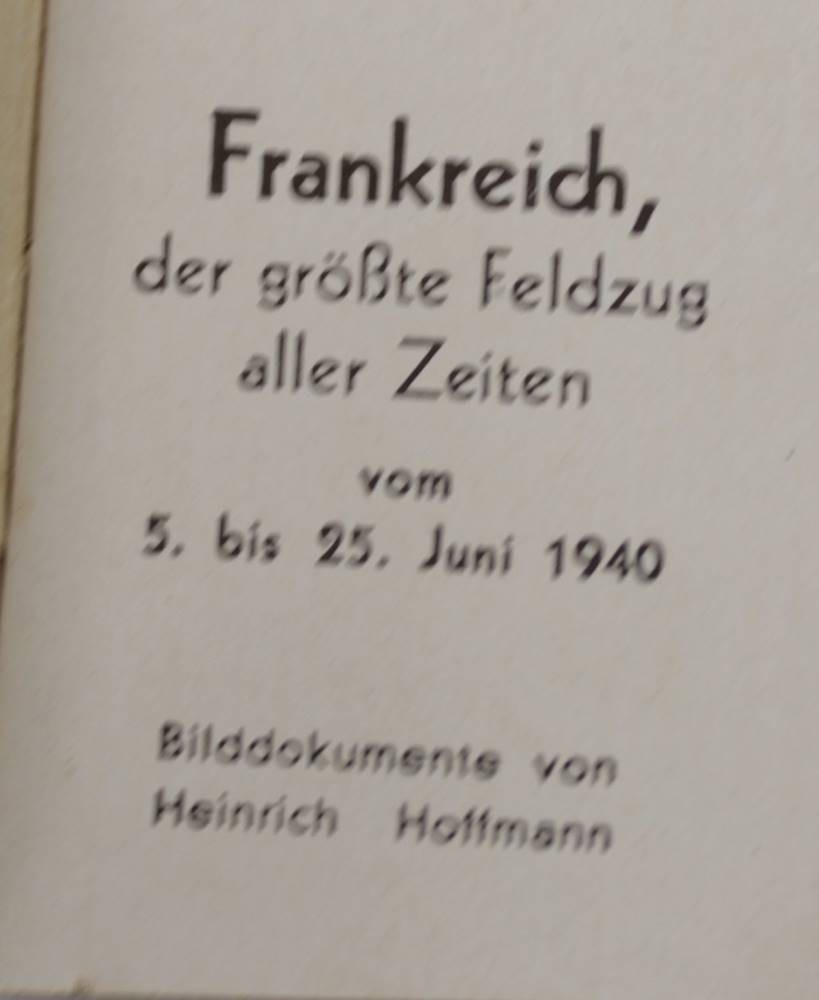 Frankreich,
der größte Feldzug
aller Zeiten
vom
5. bis 25. Juni 1940
Bilddokumente von
Heinrich Hoffmann